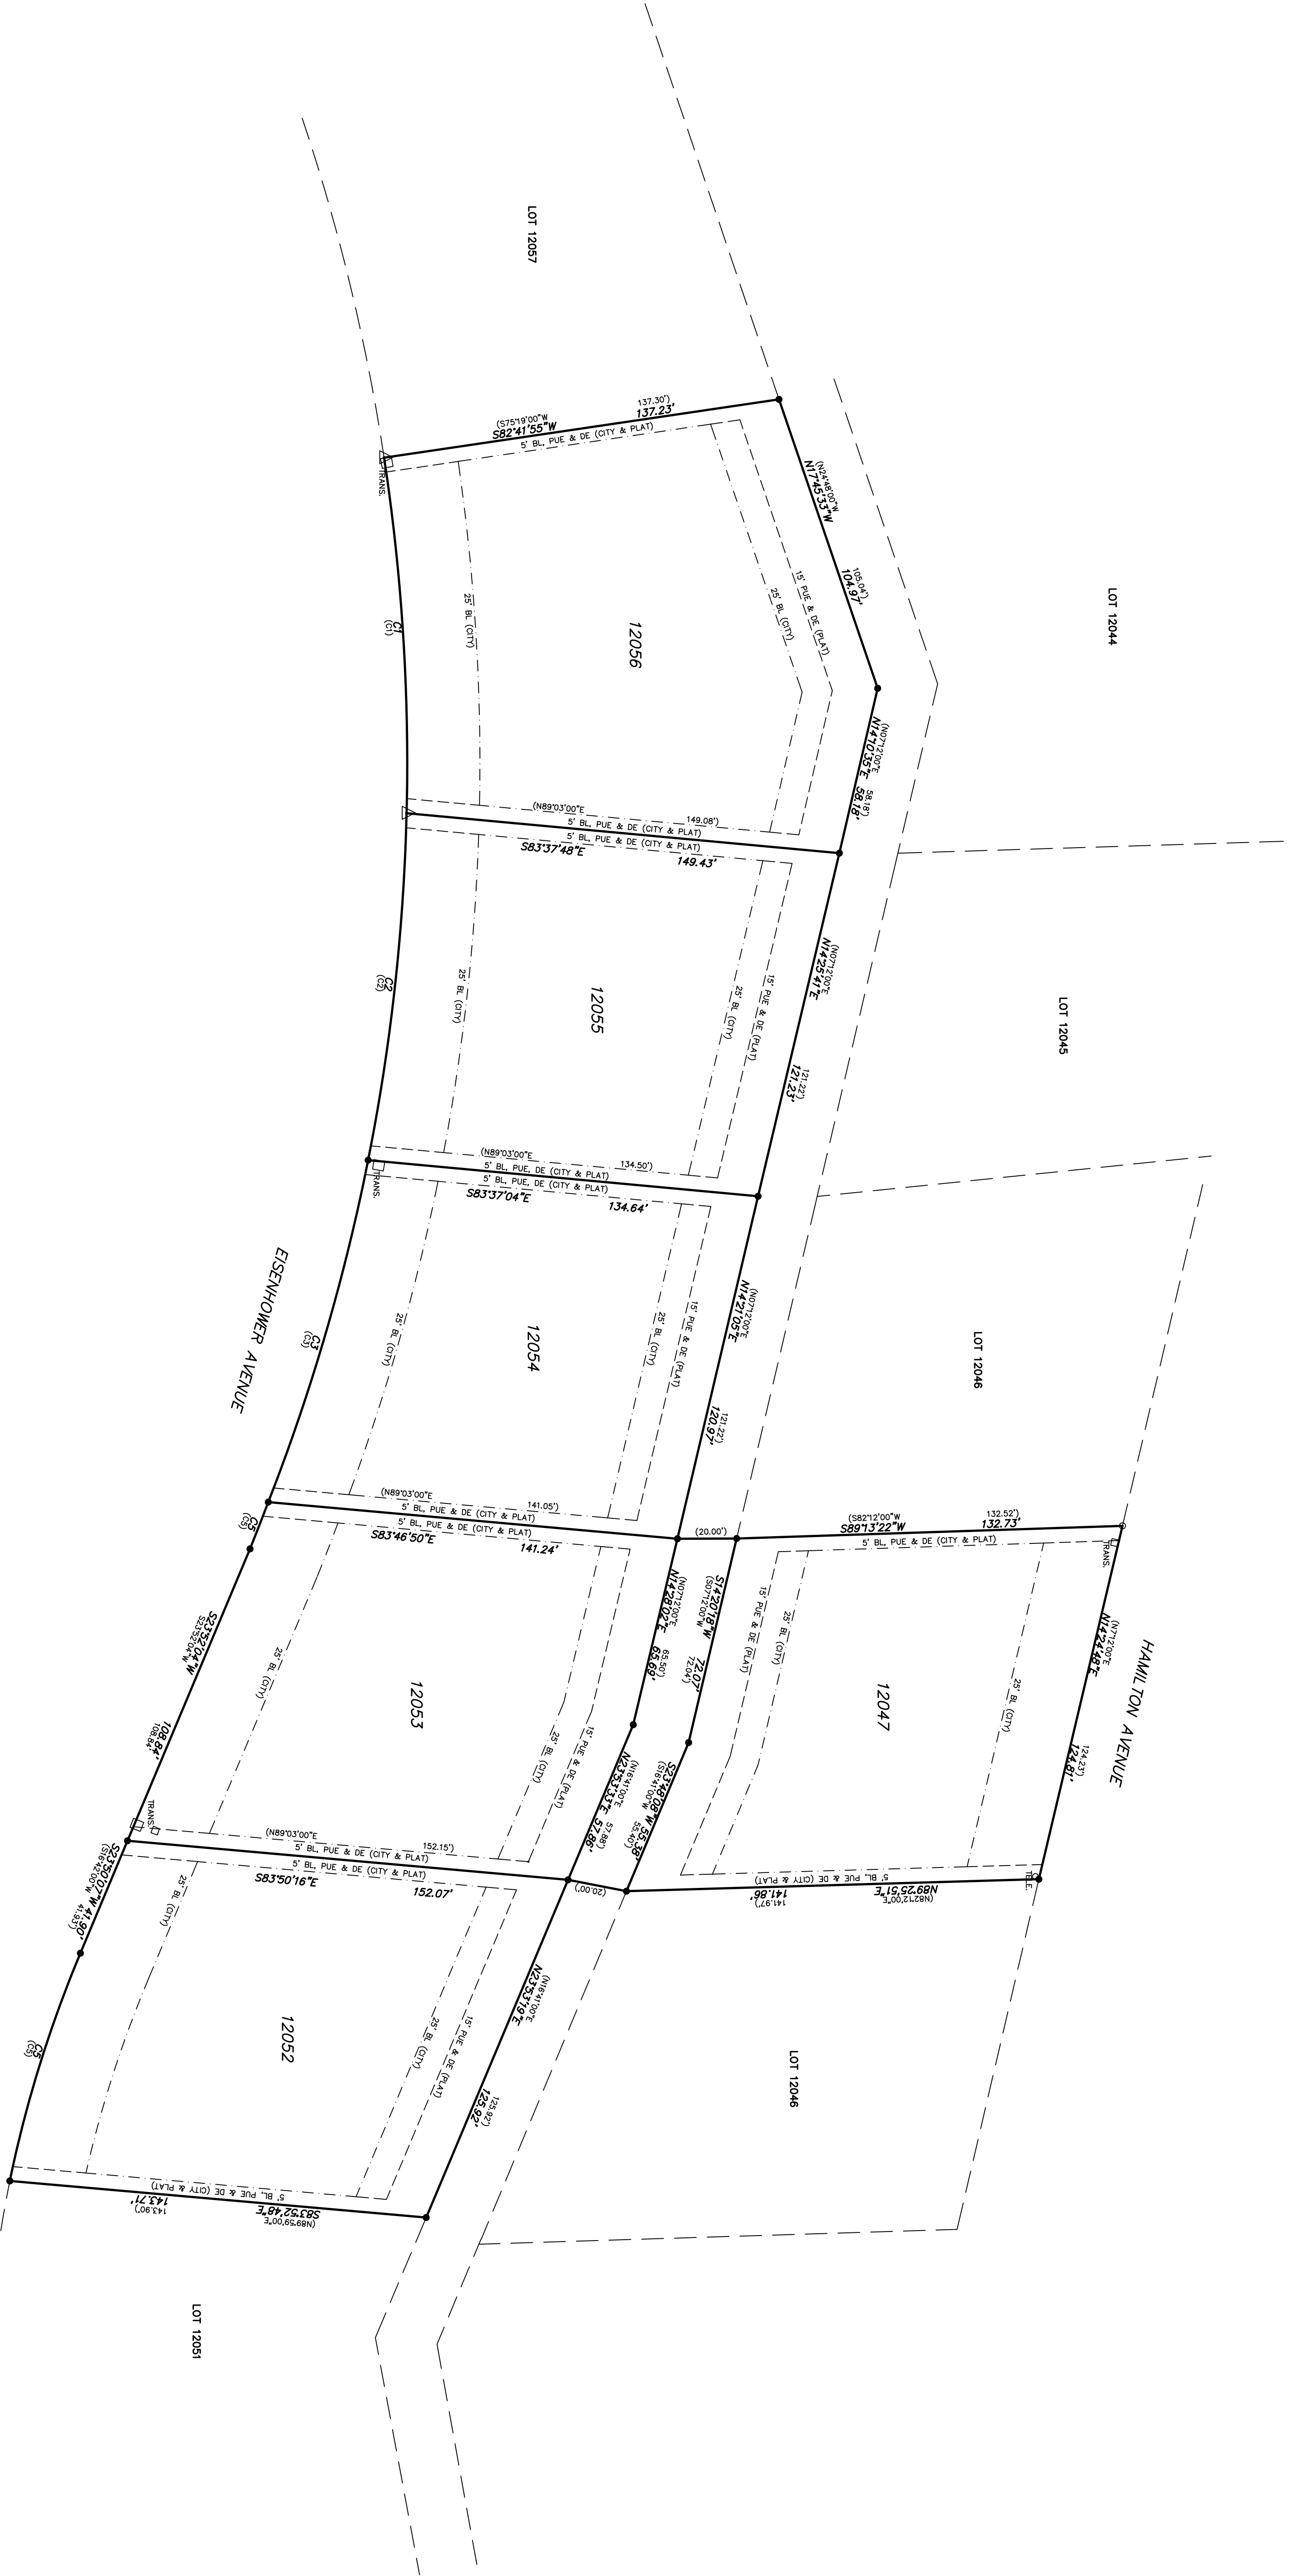 LOT 12057
LOT 12044
(S75°19'00"W
137.30')
S82°41'55"W
137.23'
5' BL, PUE & DE (CITY & PLAT)
TRANS.
(N24°48'00"W
105.04')
N17°45'33"W
104.97'
15' PUE & DE (PLAT)
25' BL (CITY)
12056
25' BL (CITY)
C1
(C1)
(N07°12'00"E
58.18')
N14°10'35"E 58.18'
(N89°03'00"E
149.08')
5' BL, PUE & DE (CITY & PLAT)
5' BL, PUE & DE (CITY & PLAT)
S83°37'48"E
149.43'
LOT 12045
(N07°12'00"E
121.22')
N14°25'41"E
121.23'
15' PUE & DE (PLAT)
25' BL (CITY)
12055
25' BL (CITY)
C2
(C2)
(N89°03'00"E
134.50')
5' BL, PUE, DE (CITY & PLAT)
5' BL, PUE, DE (CITY & PLAT)
S83°37'04"E
134.64'
TRANS.
LOT 12046
(N07°12'00"E
121.22')
N14°21'05"E
120.97'
15' PUE & DE (PLAT)
25' BL (CITY)
12054
25' BL (CITY)
C3
(C3)
EISENHOWER AVENUE
(N89°03'00"E
141.05')
5' BL, PUE & DE (CITY & PLAT)
5' BL, PUE & DE (CITY & PLAT)
S83°46'50"E
141.24'
(20.00')
(S82°12'00"W
132.52')
S89°13'22"W
132.73'
5' BL, PUE & DE (CITY & PLAT)
TRANS.
C5
(C5)
HAMILTON AVENUE
(N7°12'00"E
124.23')
N14°24'48"E
124.81'
25' BL (CITY)
12047
25' BL (CITY)
15' PUE & DE (PLAT)
S14°20'18"W
72.07'
(S07°12'00"W
72.04')
(N07°12'00"E
65.50')
N14°28'02"E
65.69'
S23°48'08"W 55.38'
(S16°41'00"W
55.40')
(N16°41'00"E
57.88')
N23°53'33"E 57.86'
15' PUE & DE (PLAT)
25' BL (CITY)
12053
25' BL (CITY)
S23°52'04"W
108.84'
S23°52'04"W
108.84'
TRANS.
5' BL, PUE & DE (CITY & PLAT)
N89°25'51"E
141.86'
(N82°12'00"E
141.97')
TELE.
(N89°03'00"E
152.15')
5' BL, PUE & DE (CITY & PLAT)
5' BL, PUE & DE (CITY & PLAT)
S83°50'16"E
152.07'
(20.00')
S23°50'07"W 41.90'
(S16°42'00"W
41.93')
(N16°41'00"E
125.92')
N23°53'19"E
125.92'
15' PUE & DE (PLAT)
25' BL (CITY)
12052
25' BL (CITY)
C5
(C5)
LOT 12046
5' BL, PUE & DE (CITY & PLAT)
S83°52'48"E
143.71'
(N89°59'00"E
143.90')
LOT 12051